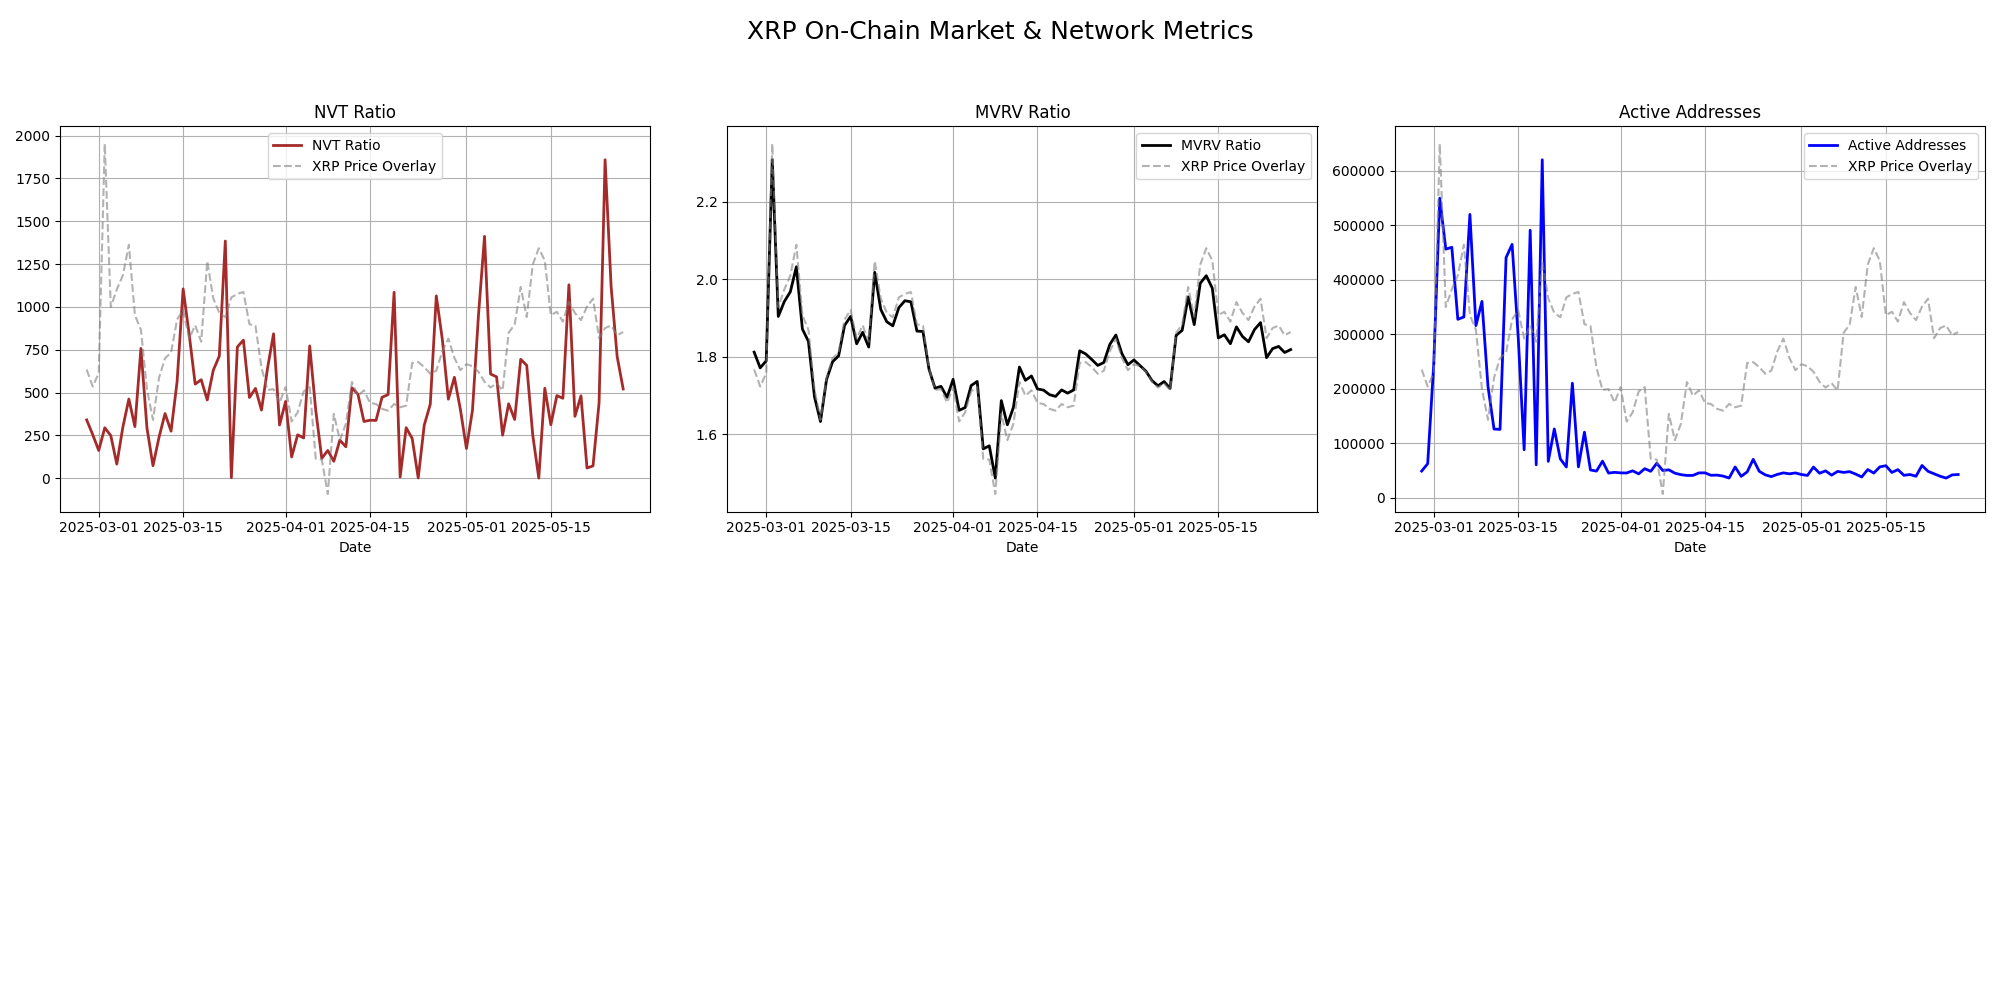 XRP On-Chain Market & Network Metrics
NVT Ratio
2000
1750
1500
1250
1000
750
500
250
0
NVT Ratio
XRP Price Overlay
2025-03-01 2025-03-15 2025-04-01 2025-04-15 2025-05-01 2025-05-15
Date
MVRV Ratio
2.2
2.0
1.8
1.6
MVRV Ratio
XRP Price Overlay
2025-03-01 2025-03-15 2025-04-01 2025-04-15 2025-05-01 2025-05-15
Date
Active Addresses
600000
500000
400000
300000
200000
100000
0
Active Addresses
XRP Price Overlay
2025-03-01 2025-03-15 2025-04-01 2025-04-15 2025-05-01 2025-05-15
Date